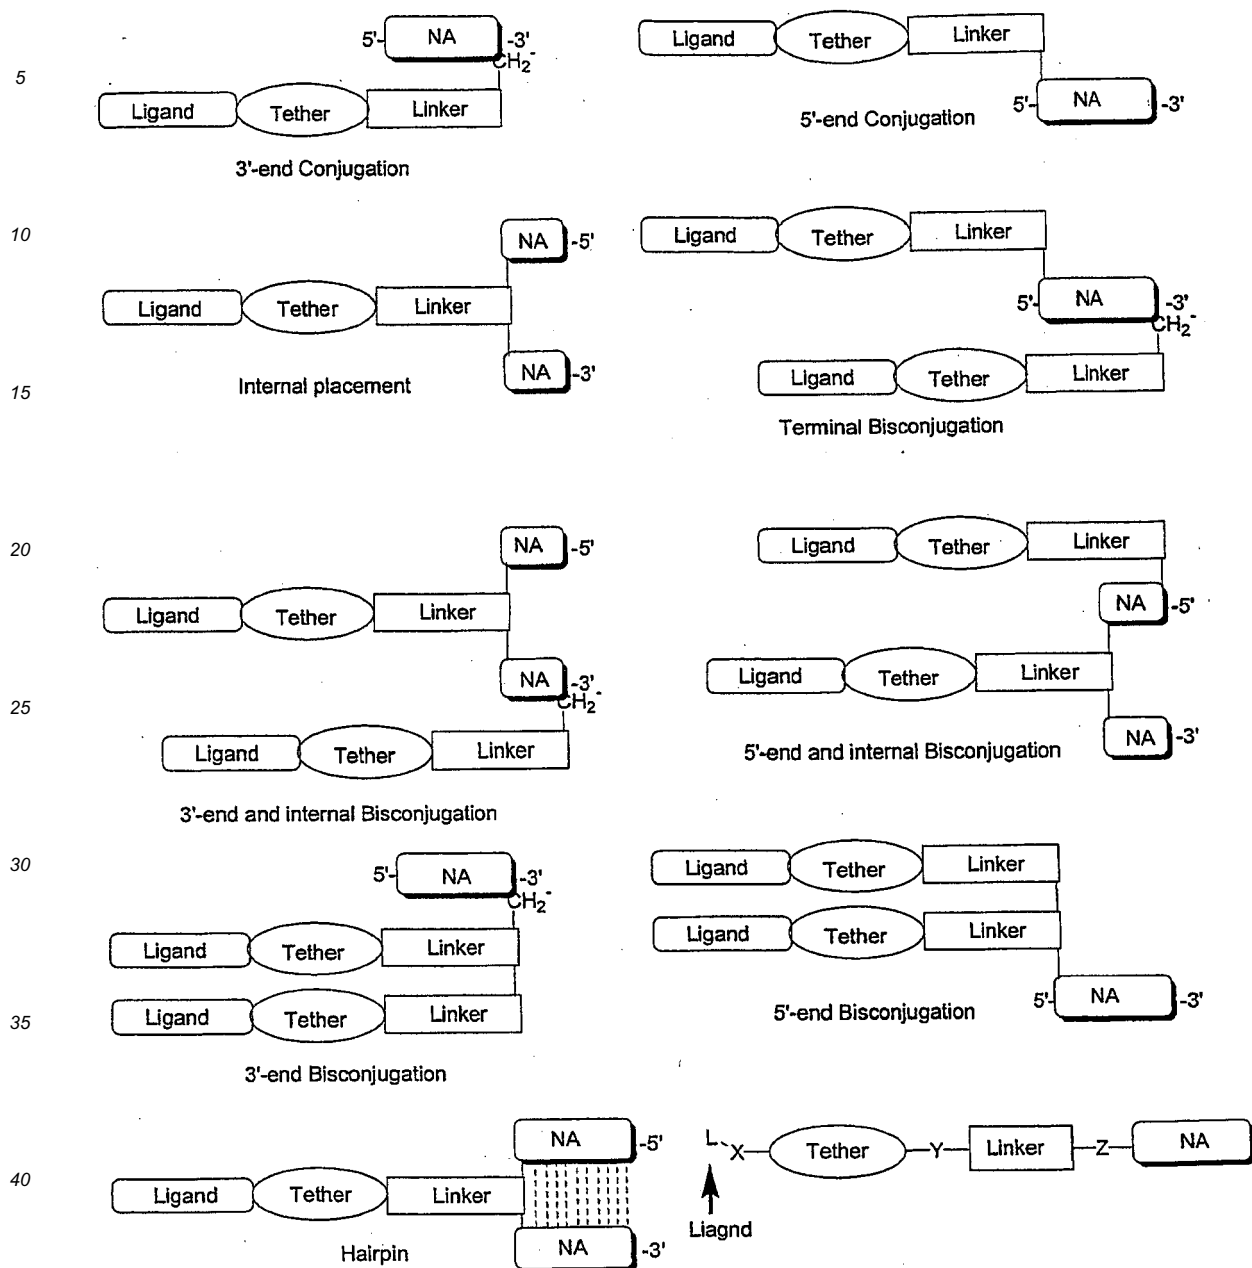 5'- NA -3'
CH2-
Ligand Tether Linker
3'-end Conjugation
Ligand Tether Linker
5'- NA -3'
5'-end Conjugation
5
NA -5'
Ligand Tether Linker
NA -3'
Internal placement
10
Ligand Tether Linker
5'- NA -3'
CH2-
Ligand Tether Linker
Terminal Bisconjugation
15
NA -5'
Ligand Tether Linker
NA -3'
CH2-
Ligand Tether Linker
3'-end and internal Bisconjugation
20
Ligand Tether Linker
NA -5'
Ligand Tether Linker
NA -3'
5'-end and internal Bisconjugation
25
5'- NA -3'
CH2-
Ligand Tether Linker
Ligand Tether Linker
3'-end Bisconjugation
30
Ligand Tether Linker
Ligand Tether Linker
5'- NA -3'
5'-end Bisconjugation
35
NA -5'
Ligand Tether Linker
NA -3'
Hairpin
40
L X Tether Y Linker Z NA
Liagnd